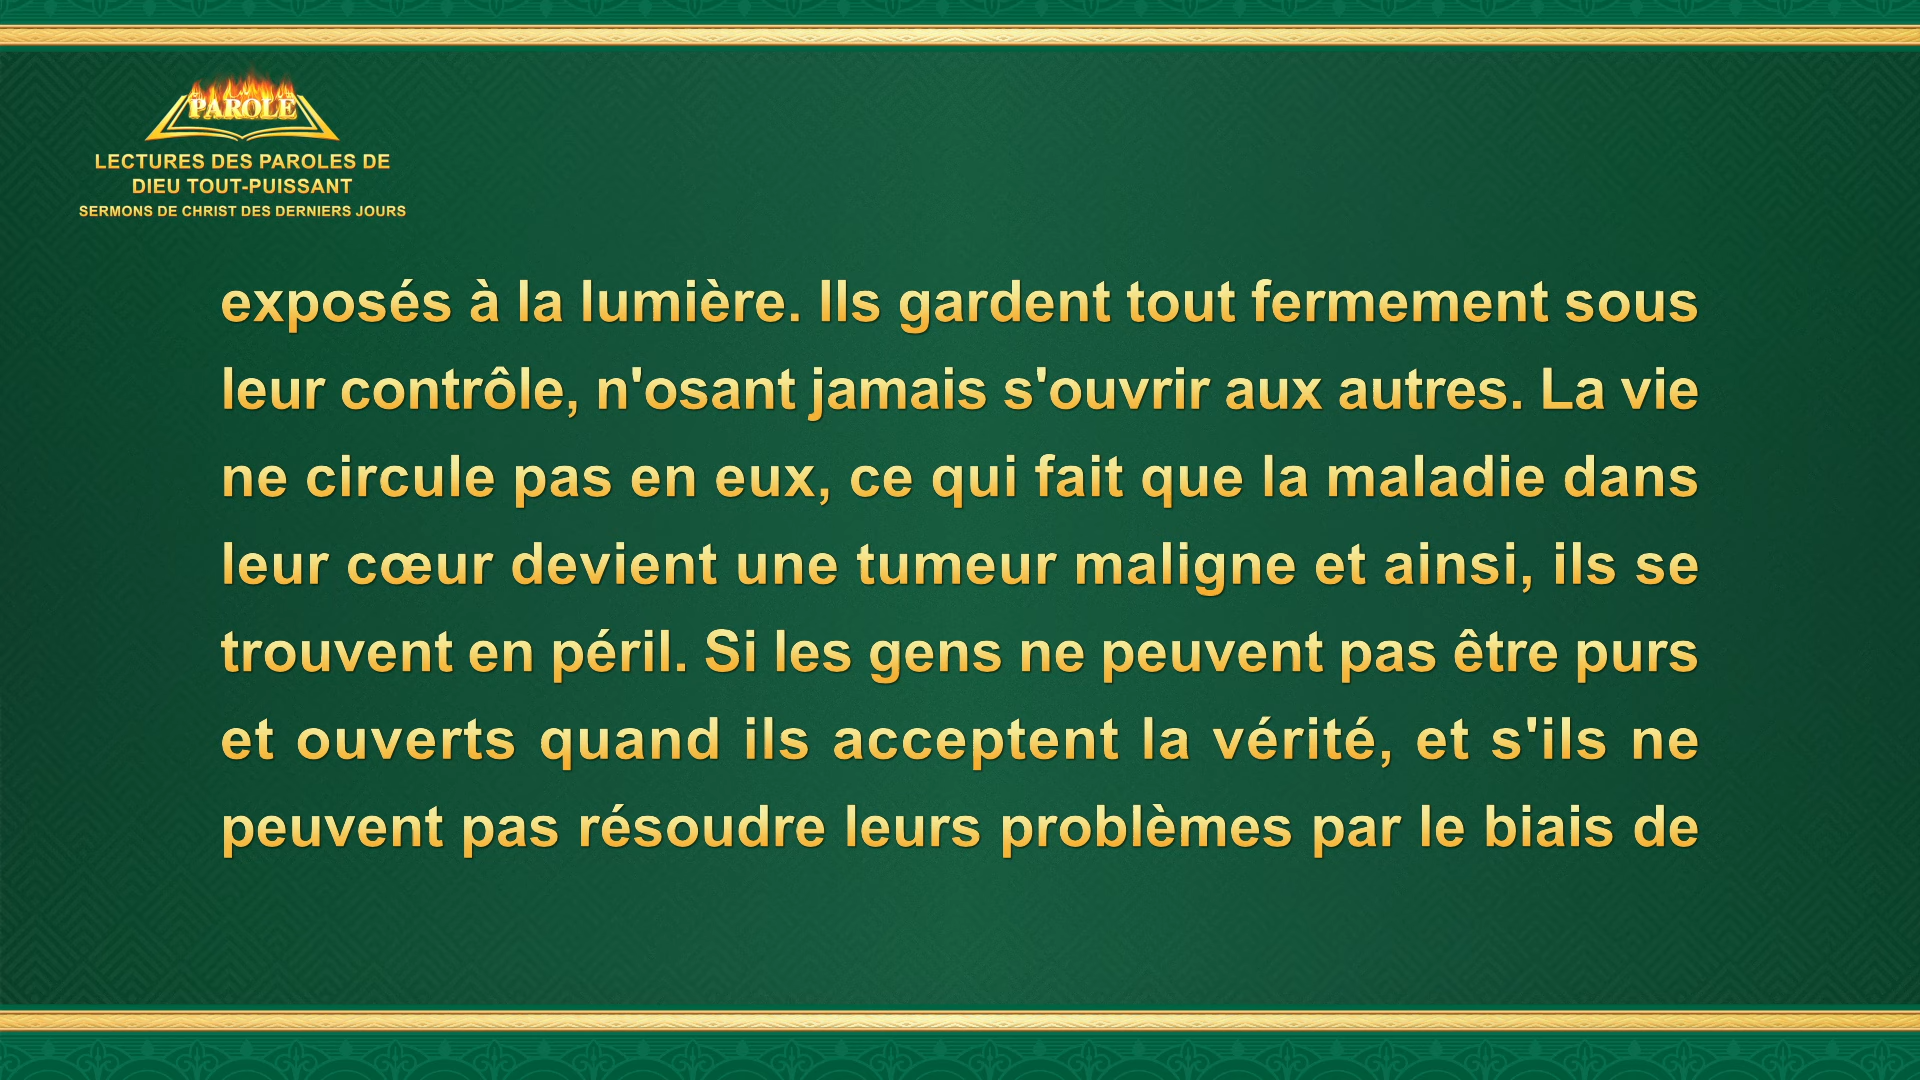 PAROLE
LECTURES DES PAROLES DE
DIEU TOUT-PUISSANT
SERMONS DE CHRIST DES DERNIERS JOURS
exposés à la lumière. Ils gardent tout fermement sous
leur contrôle, n'osant jamais s'ouvrir aux autres. La vie
ne circule pas en eux, ce qui fait que la maladie dans
leur cœur devient une tumeur maligne et ainsi, ils se
trouvent en péril. Si les gens ne peuvent pas être purs
et ouverts quand ils acceptent la vérité, et s'ils ne
peuvent pas résoudre leurs problèmes par le biais de